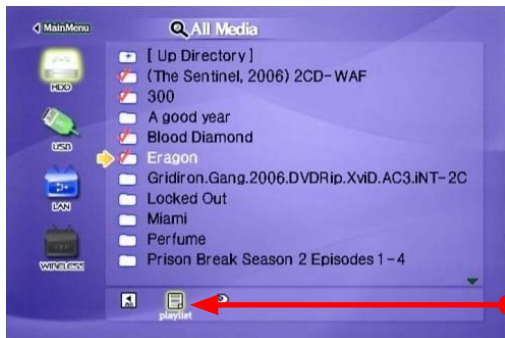 MainMenu
All Media
HDD
USB
LAN
WIRELESS
[ Up Directory ]
(The Sentinel, 2006) 2CD-WAF
300
A good year
Blood Diamond
Eragon
Gridiron.Gang.2006.DVDRip.XviD.AC3.iNT-2C
Locked Out
Miami
Perfume
Prison Break Season 2 Episodes 1-4
playlist